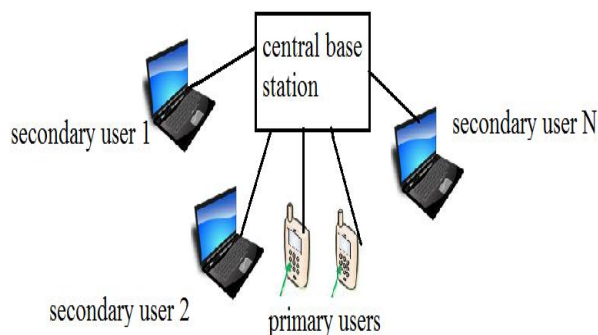 central base
station
secondary user 1
secondary user N
secondary user 2
primary users